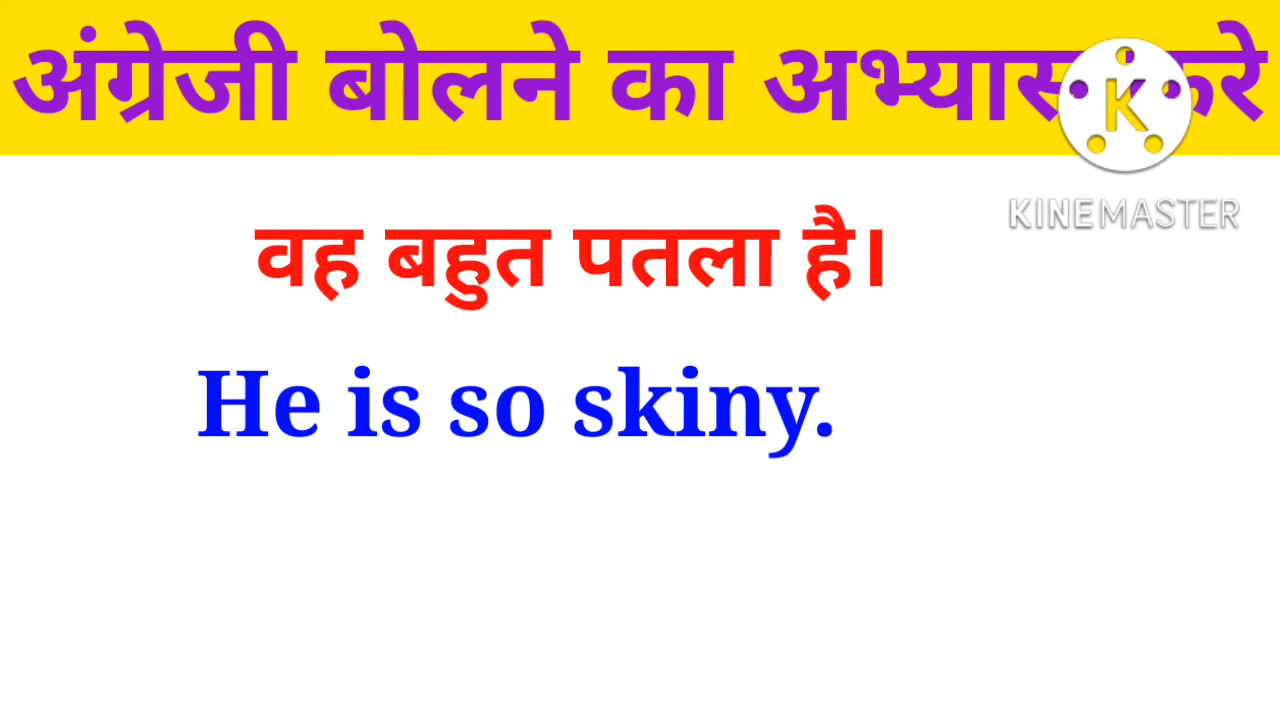 अंग्रेजी बोलने का अभ्यास करे
K
KINEMASTER
वह बहुत पतला है।
He is so skiny.